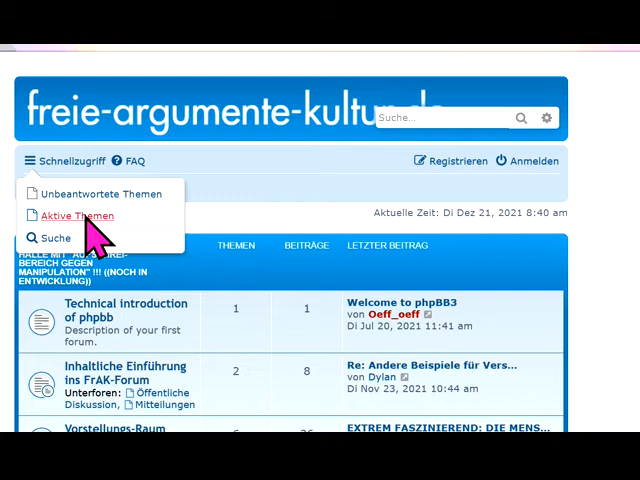 freie-argumente-kultur.de
Suche...
Schnellzugriff FAQ Registrieren Anmelden
Unbeantwortete Themen
Aktive Themen
Suche
Aktuelle Zeit: Di Dez 21, 2021 8:40 am
BEREICH GEGEN
MANIPULATION" !!! ((NOCH IN
ENTWICKLUNG))
THEMEN BEITRÄGE LETZTER BEITRAG
Technical introduction
of phpbb
Description of your first
forum.
1 1
Welcome to phpBB3
von Oeff_oeff
Di Jul 20, 2021 11:41 am
Inhaltliche Einführung
ins FrAK-Forum
Unterforen: Öffentliche
Diskussion, Mitteilungen
2 8
Re: Andere Beispiele für Vers...
von Dylan
Di Nov 23, 2021 10:44 am
Vorstellungs-Raum
EXTREM FASZINIEREND: DIE MENS...